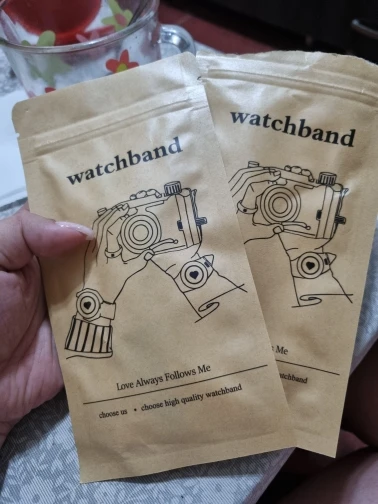 watchband
Love Always Follows Me
choose us • choose high quality watchband
watchband
Me
watchband